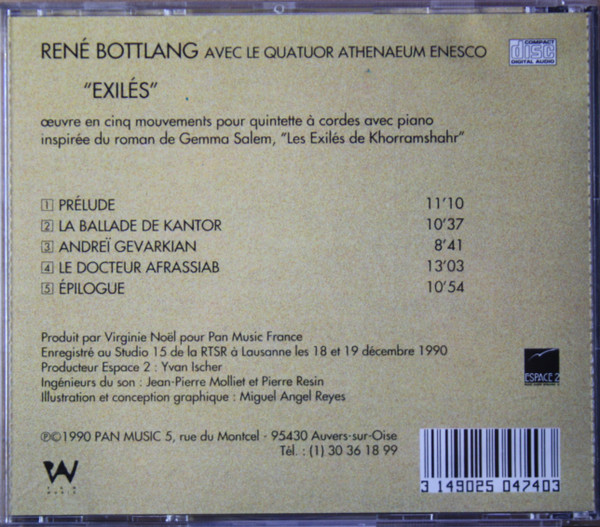 RENÉ BOTTLANG AVEC LE QUATUOR ATHENAEUM ENESCO
COMPACT
disc
DIGITAL AUDIO
“EXILÉS”
œuvre en cinq mouvements pour quintette à cordes avec piano
inspirée du roman de Gemma Salem, “Les Exilés de Khorramshahr”
1 PRÉLUDE 11'10
2 LA BALLADE DE KANTOR 10'37
3 ANDREÏ GEVARKIAN 8'41
4 LE DOCTEUR AFRASSIAB 13'03
5 ÉPILOGUE 10'54
Produit par Virginie Noël pour Pan Music France
Enregistré au Studio 15 de la RTSR à Lausanne les 18 et 19 décembre 1990
Producteur Espace 2 : Yvan Ischer
Ingénieurs du son : Jean-Pierre Molliet et Pierre Resin
Illustration et conception graphique : Miguel Angel Reyes
ESPACE 2
℗©1990 PAN MUSIC 5, rue du Montcel - 95430 Auvers-sur-Oise
Tél. : (1) 30 36 18 99
PAN
MUSIC
3 149025 047403